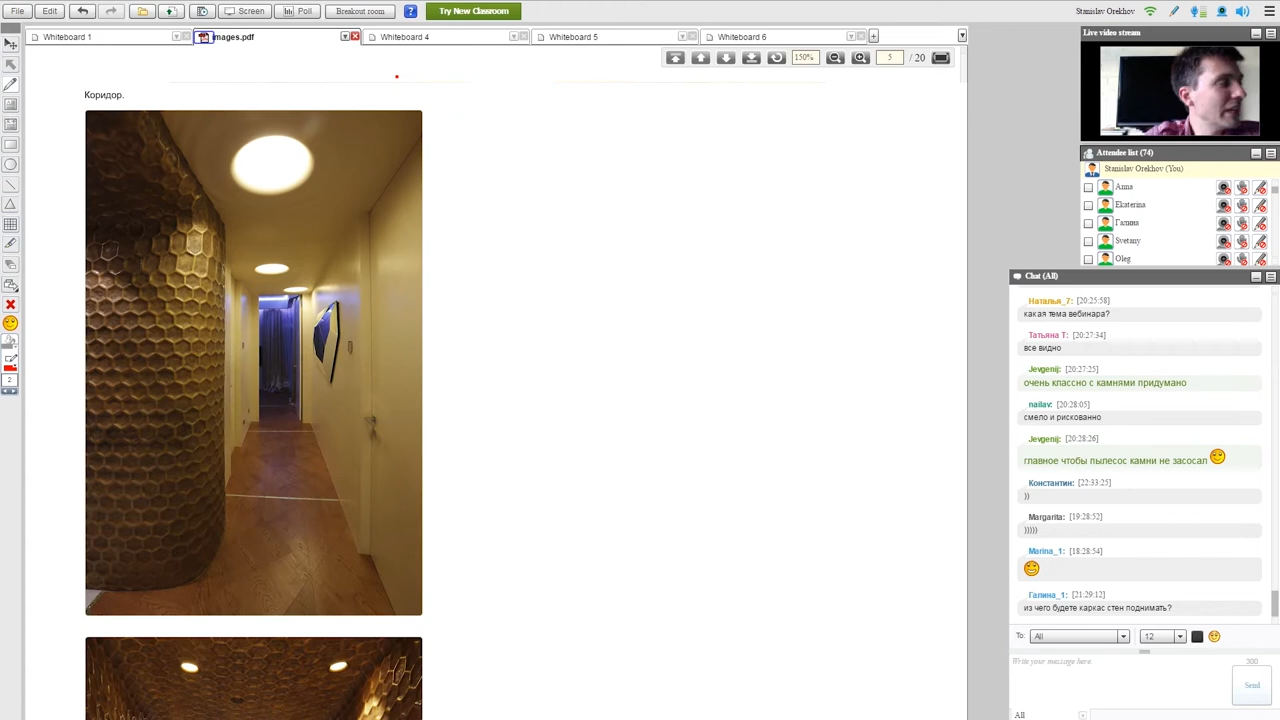 File
Edit
Screen
Poll
Breakout room
?
Try New Classroom
Stanislav Orekhov
Whiteboard 1
images.pdf
Whiteboard 4
Whiteboard 5
Whiteboard 6
150%
5 / 20
Коридор.
2
Live video stream
Attendee list (74)
Stanislav Orekhov (You)
Anna
Ekaterina
Галина
Svetany
Oleg
Chat (All)
Наталья_7: [20:25:58]
какая тема вебинара?
Татьяна Т: [20:27:34]
все видно
Jevgenij: [20:27:25]
очень классно с камнями придумано
nailav: [20:28:05]
смело и рискованно
Jevgenij: [20:28:26]
главное чтобы пылесос камни не засосал
Константин: [22:33:25]
))
Margarita: [19:28:52]
)))))
Marina_1: [18:28:54]
Галина_1: [21:29:12]
из чего будете каркас стен поднимать?
To: All 12
Write your message here.
300
Send
All